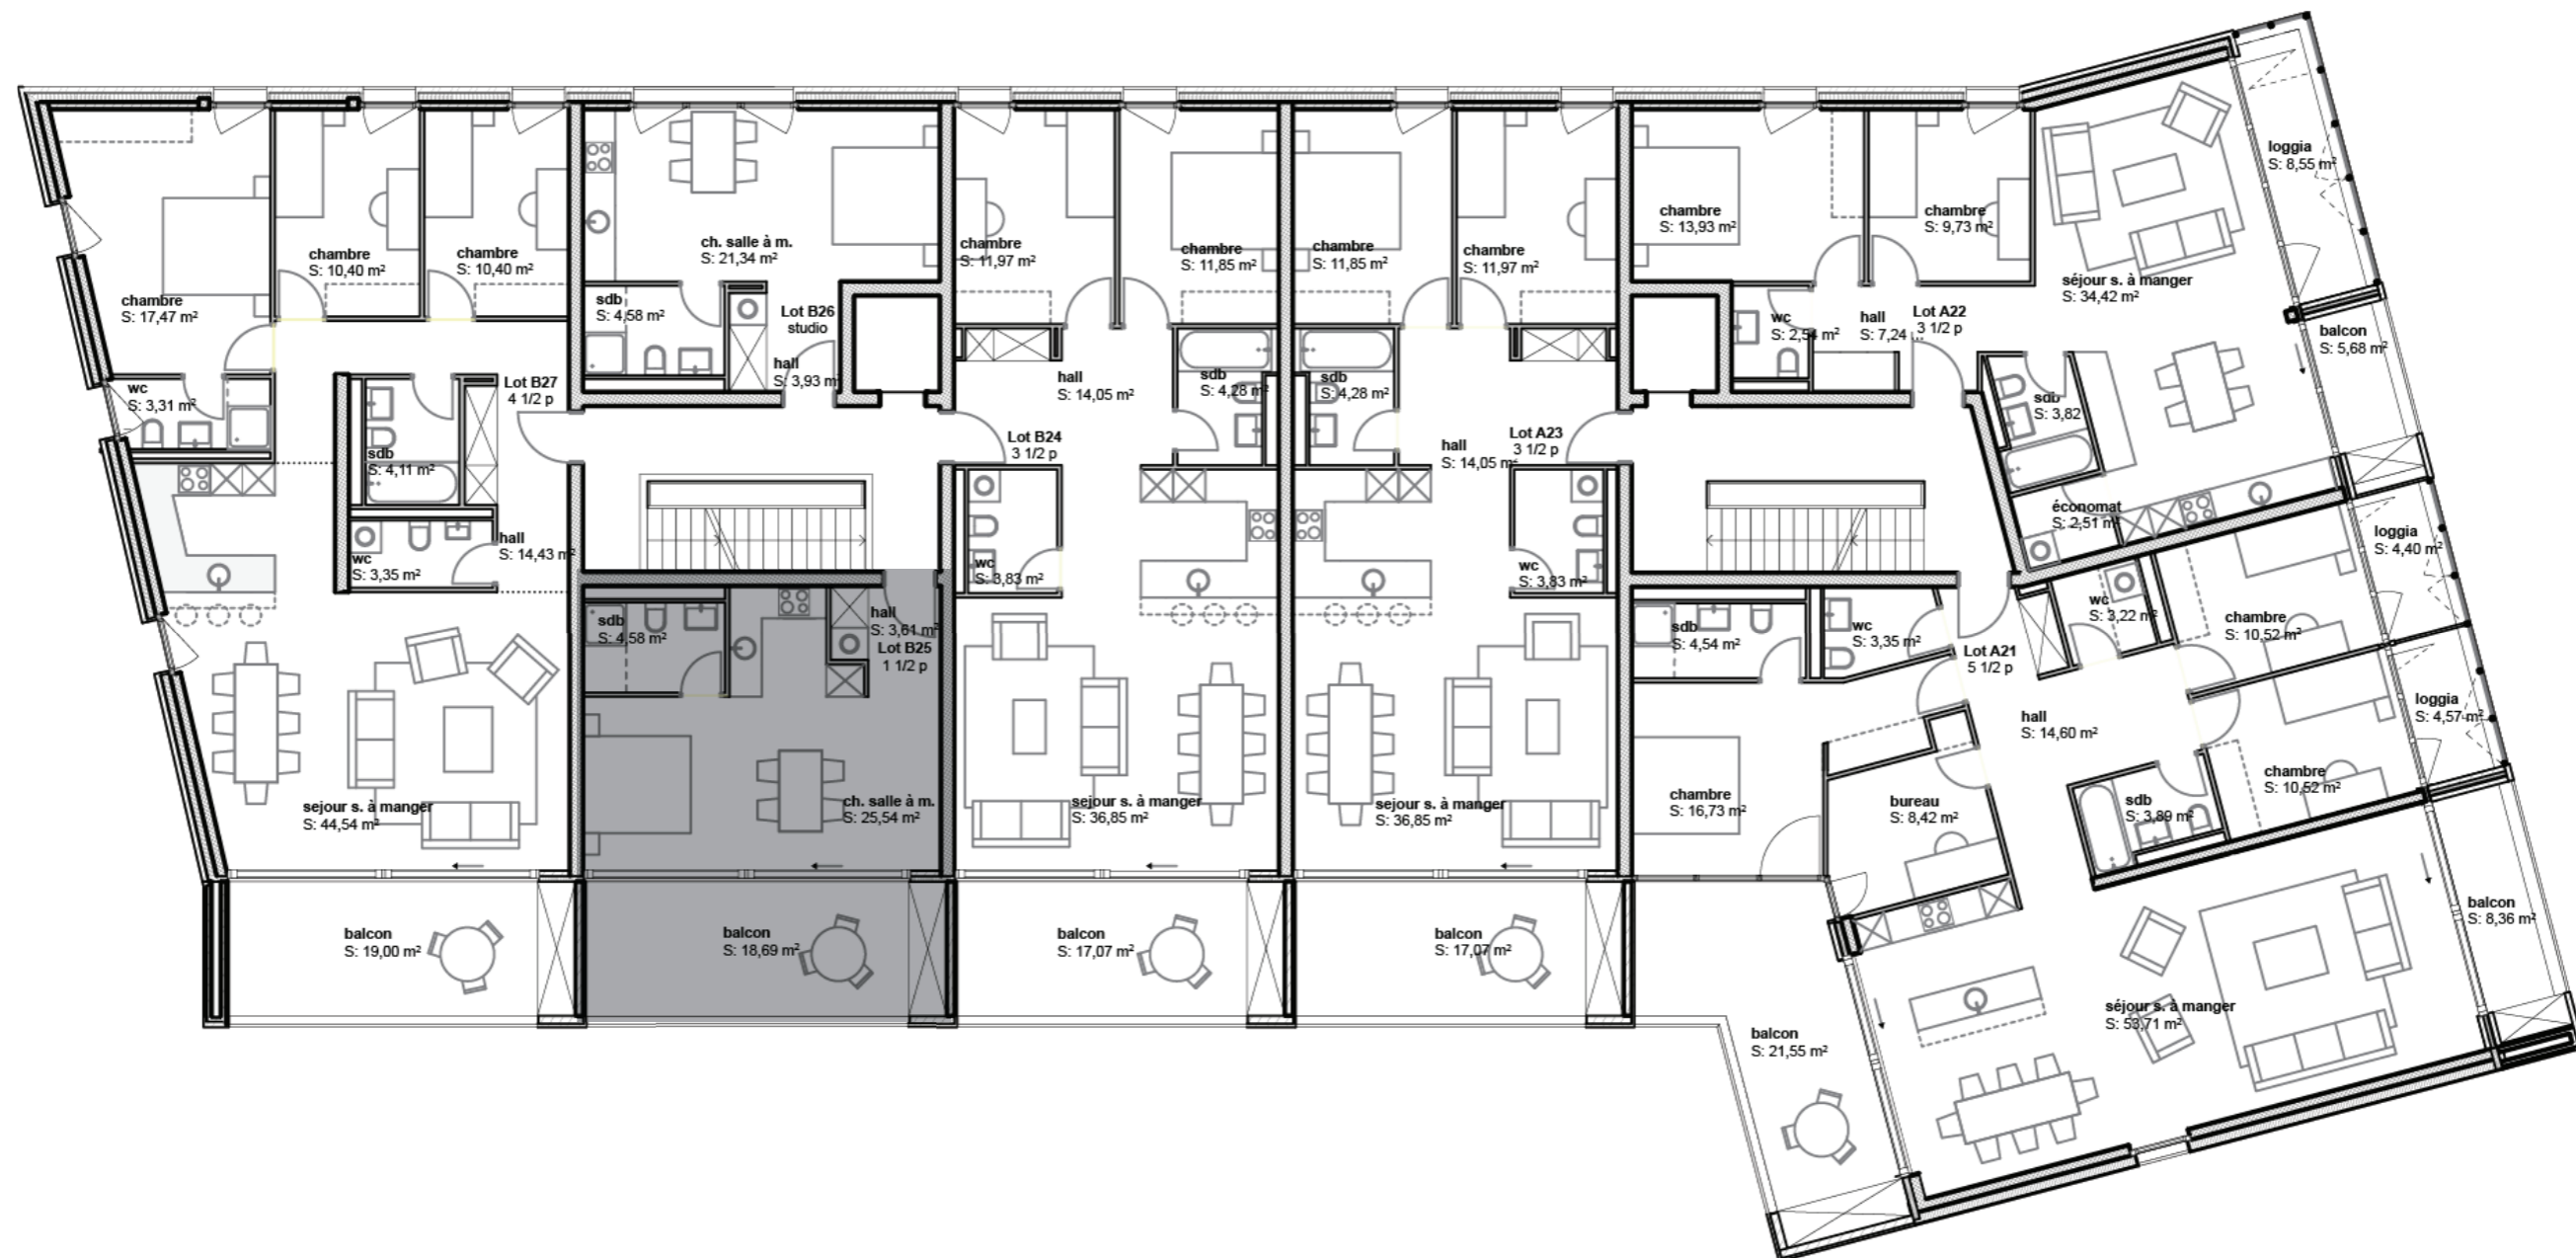 chambre
S: 17,47 m²
chambre
S: 10,40 m²
chambre
S: 10,40 m²
wc
S: 3,31 m²
sdb
S: 4,11 m²
Lot B27
4 1/2 p
wc
S: 3,35 m²
hall
S: 14,43 m²
sejour s. à manger
S: 44,54 m²
balcon
S: 19,00 m²
ch. salle à m.
S: 21,34 m²
sdb
S: 4,58 m²
Lot B26
studio
hall
S: 3,93 m²
sdb
S: 4,58 m²
hall
S: 3,61 m²
Lot B25
1 1/2 p
ch. salle à m.
S: 25,54 m²
balcon
S: 18,69 m²
chambre
S: 11,97 m²
chambre
S: 11,85 m²
hall
S: 14,05 m²
sdb
S: 4,28 m²
Lot B24
3 1/2 p
wc
S: 3,83 m²
sejour s. à manger
S: 36,85 m²
balcon
S: 17,07 m²
chambre
S: 11,85 m²
chambre
S: 11,97 m²
sdb
S: 4,28 m²
hall
S: 14,05 m²
Lot A23
3 1/2 p
wc
S: 3,83 m²
sejour s. à manger
S: 36,85 m²
balcon
S: 17,07 m²
chambre
S: 13,93 m²
chambre
S: 9,73 m²
wc
S: 2,54 m²
hall
S: 7,24 ...
Lot A22
3 1/2 p
séjour s. à manger
S: 34,42 m²
loggia
S: 8,55 m²
balcon
S: 5,68 m²
sdb
S: 3,82
économat
S: 2,51 m²
loggia
S: 4,40 m²
sdb
S: 4,54 m²
wc
S: 3,35 m²
Lot A21
5 1/2 p
wc
S: 3,22 m²
chambre
S: 10,52 m²
hall
S: 14,60 m²
loggia
S: 4,57 m²
chambre
S: 10,52 m²
chambre
S: 16,73 m²
bureau
S: 8,42 m²
sdb
S: 3,89 m²
balcon
S: 8,36 m²
séjour s. à manger
S: 53,71 m²
balcon
S: 21,55 m²